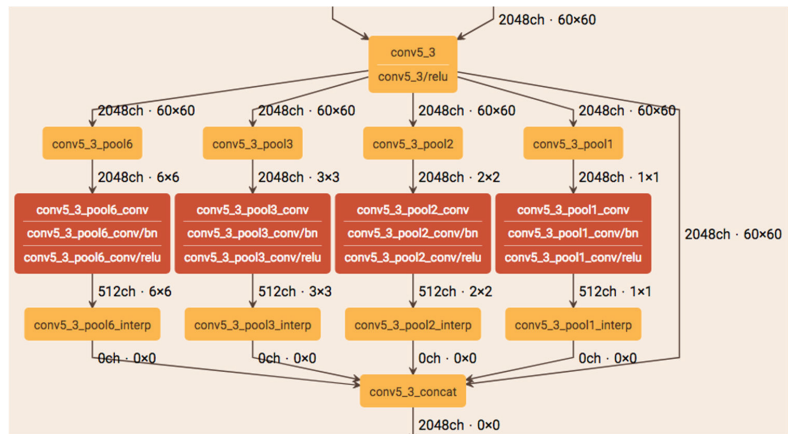 2048ch · 60×60
conv5_3
conv5_3/relu
2048ch · 60×60
2048ch · 60×60
2048ch · 60×60
2048ch · 60×60
conv5_3_pool6
conv5_3_pool3
conv5_3_pool2
conv5_3_pool1
2048ch · 6×6
2048ch · 3×3
2048ch · 2×2
2048ch · 1×1
conv5_3_pool6_conv
conv5_3_pool6_conv/bn
conv5_3_pool6_conv/relu
conv5_3_pool3_conv
conv5_3_pool3_conv/bn
conv5_3_pool3_conv/relu
conv5_3_pool2_conv
conv5_3_pool2_conv/bn
conv5_3_pool2_conv/relu
conv5_3_pool1_conv
conv5_3_pool1_conv/bn
conv5_3_pool1_conv/relu
2048ch · 60×60
512ch · 6×6
512ch · 3×3
512ch · 2×2
512ch · 1×1
conv5_3_pool6_interp
conv5_3_pool3_interp
conv5_3_pool2_interp
conv5_3_pool1_interp
0ch · 0×0
0ch · 0×0
0ch · 0×0
0ch · 0×0
conv5_3_concat
2048ch · 0×0